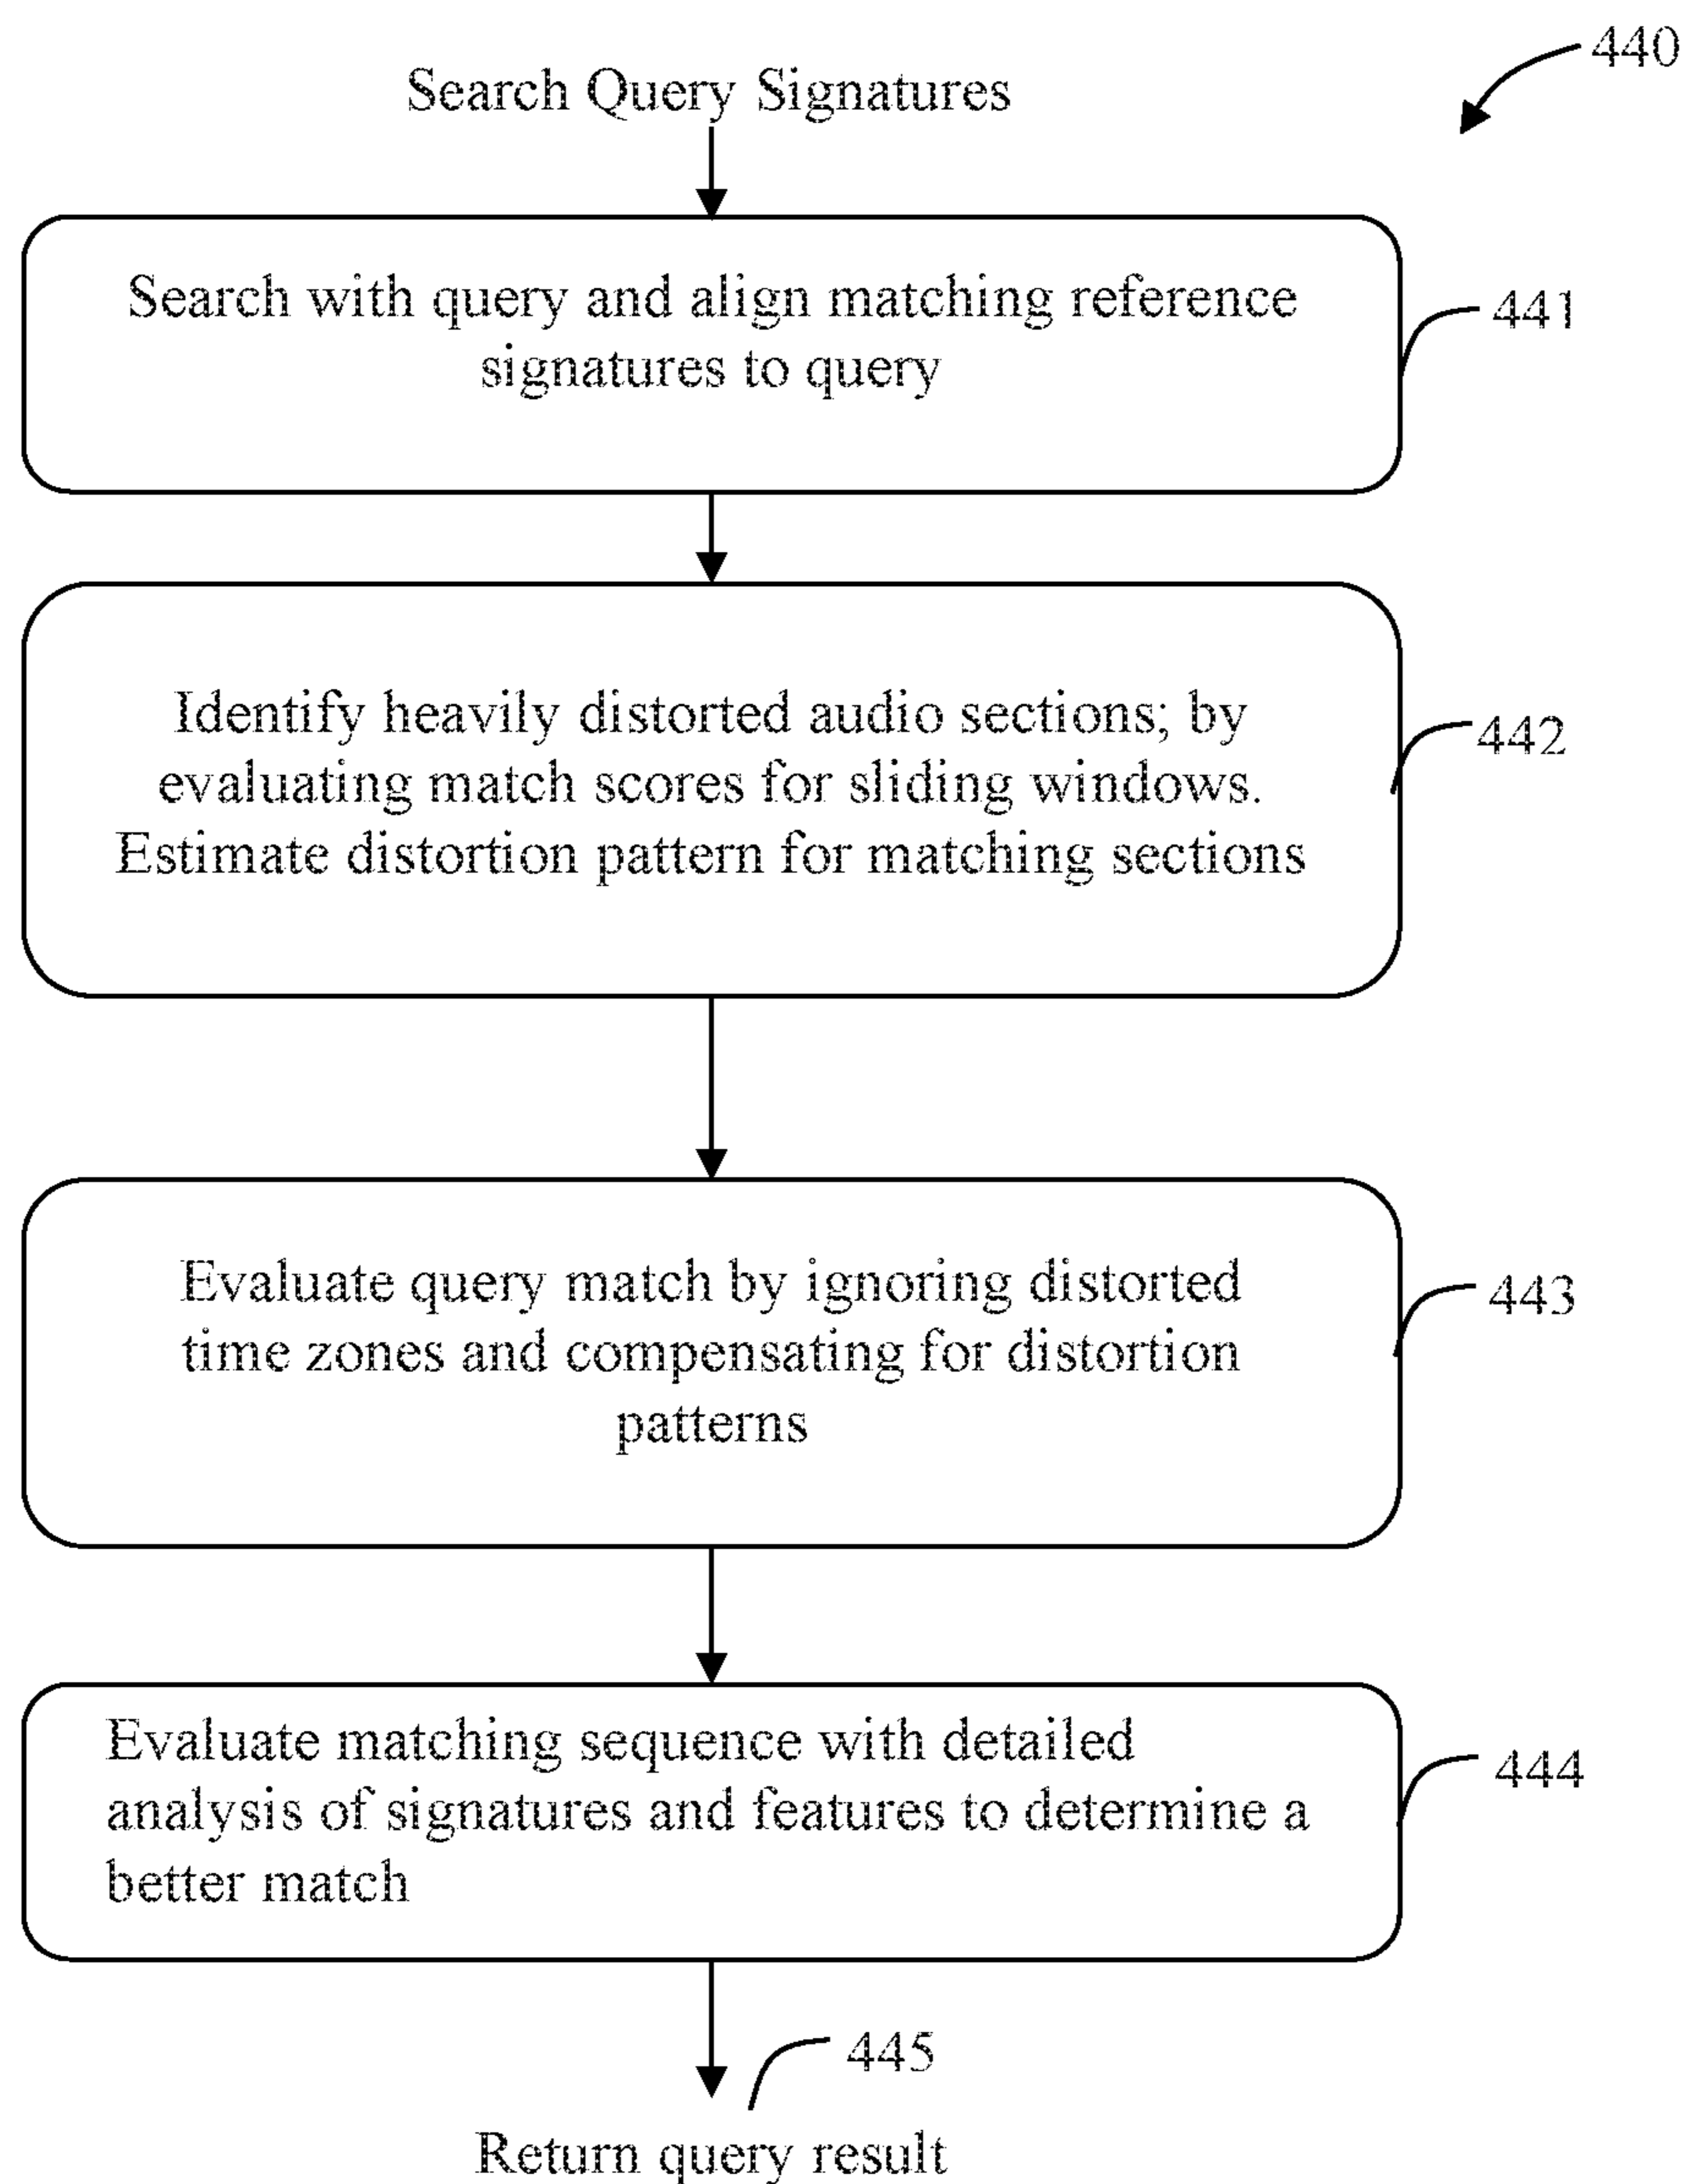 440
Search Query Signatures
Search with query and align matching reference
signatures to query
441
Identify heavily distorted audio sections; by
evaluating match scores for sliding windows.
Estimate distortion pattern for matching sections
442
Evaluate query match by ignoring distorted
time zones and compensating for distortion
patterns
443
Evaluate matching sequence with detailed
analysis of signatures and features to determine a
better match
444
445
Return query result